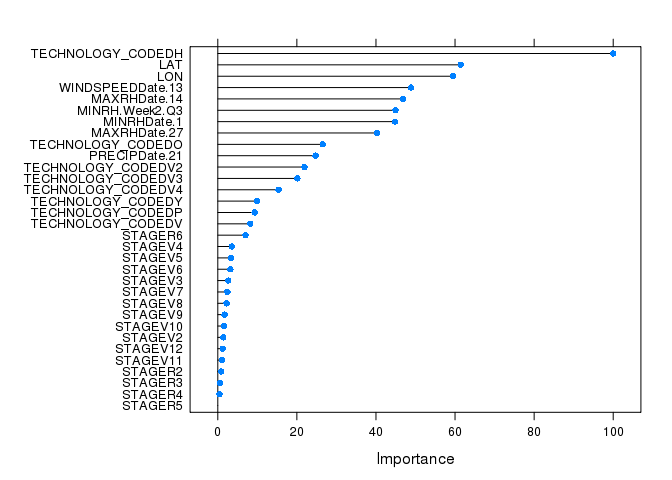 TECHNOLOGY_CODEDH
LAT
LON
WINDSPEEDDate.13
MAXRHDate.14
MINRH.Week2.Q3
MINRHDate.1
MAXRHDate.27
TECHNOLOGY_CODEDO
PRECIPDate.21
TECHNOLOGY_CODEDV2
TECHNOLOGY_CODEDV3
TECHNOLOGY_CODEDV4
TECHNOLOGY_CODEDY
TECHNOLOGY_CODEDP
TECHNOLOGY_CODEDV
STAGER6
STAGEV4
STAGEV5
STAGEV6
STAGEV3
STAGEV7
STAGEV8
STAGEV9
STAGEV10
STAGEV2
STAGEV12
STAGEV11
STAGER2
STAGER3
STAGER4
STAGER5
0 20 40 60 80 100
Importance